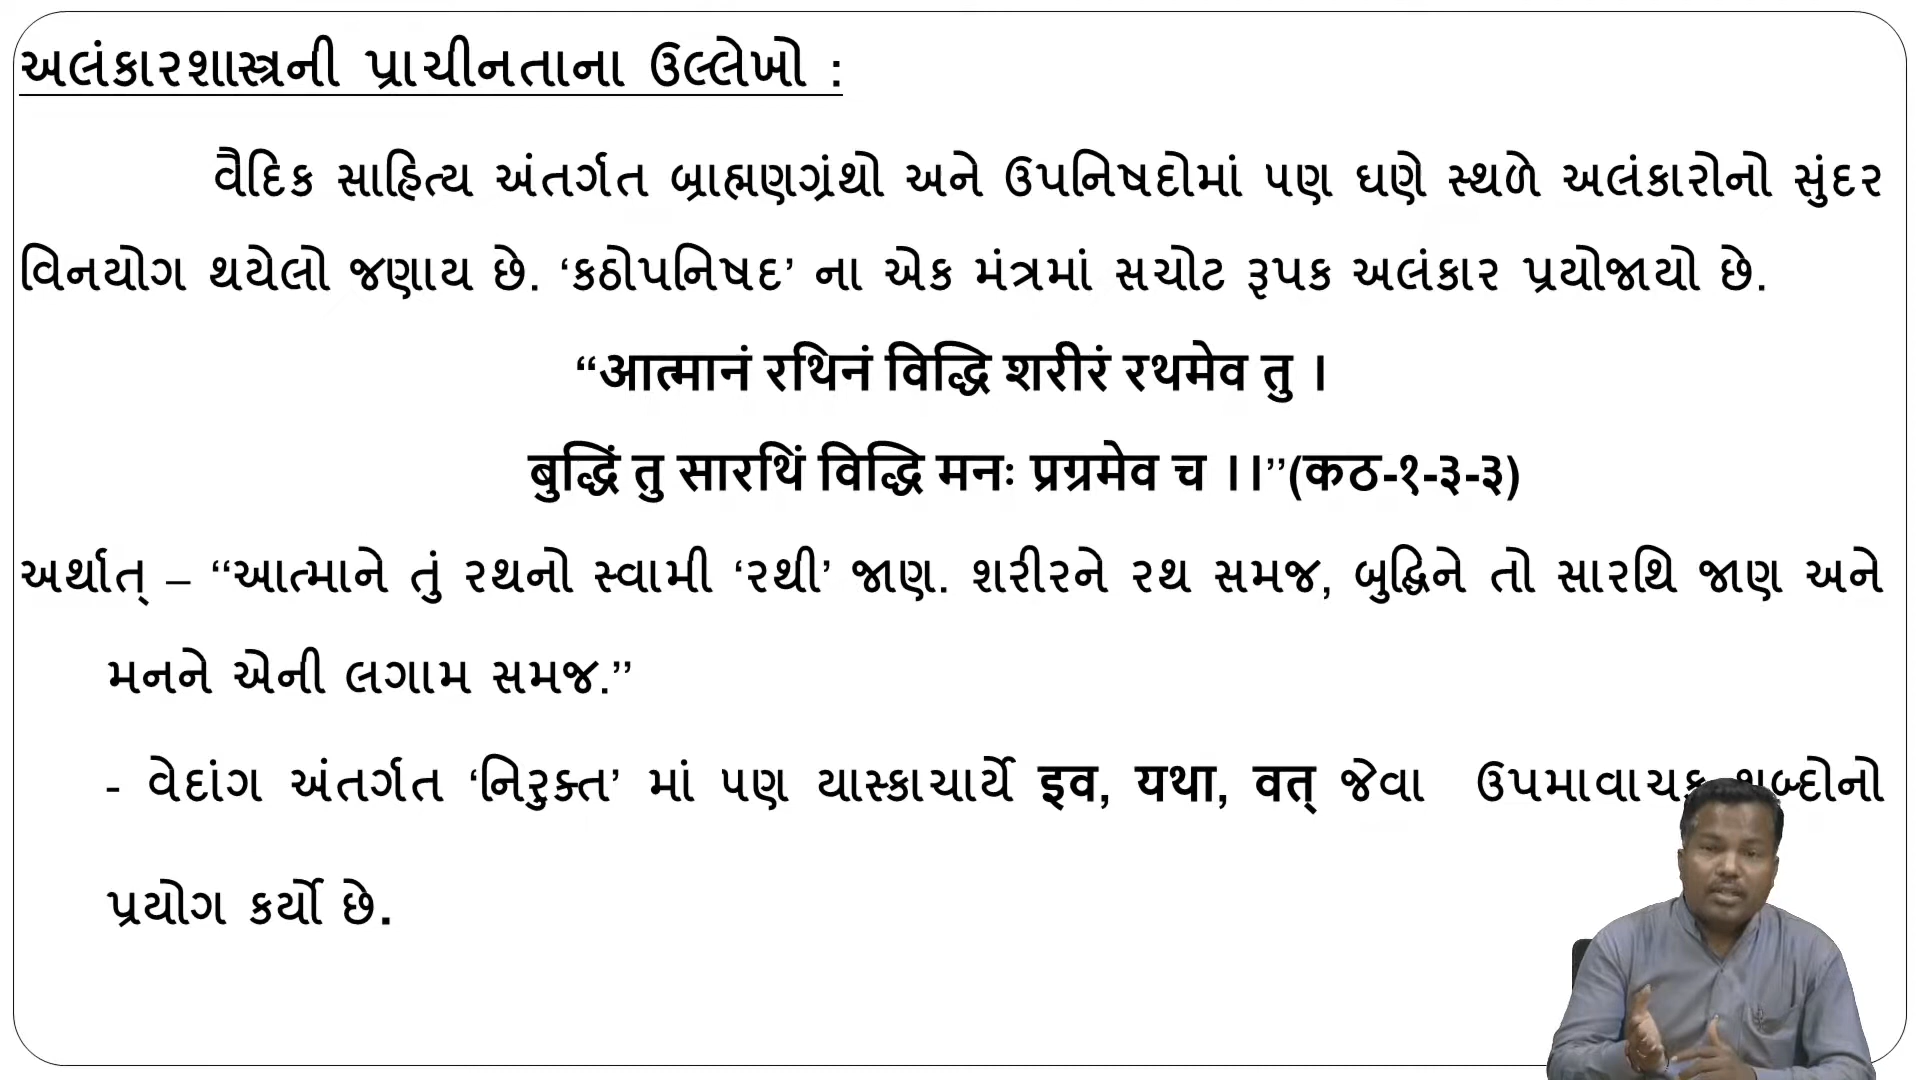 અલંકારશાસ્ત્રની પ્રાચીનતાના ઉલ્લેખો :
વૈદિક સાહિત્ય અંતર્ગત બ્રાહ્મણગ્રંથો અને ઉપનિષદોમાં પણ ઘણે સ્થળે અલંકારોનો સુંદર
વિનયોગ થયેલો જણાય છે. ‘કઠોપનિષદ’ ના એક મંત્રમાં સચોટ રૂપક અલંકાર પ્રયોજાયો છે.
“आत्मानं रथिनं विद्धि शरीरं रथमेव तु ।
बुद्धिं तु सारथिं विद्धि मनः प्रग्रमेव च ।।”(कठ-१-३-३)
અર્થાત્ – “આત્માને તું રથનો સ્વામી ‘રથી’ જાણ. શરીરને રથ સમજ, બુદ્ધિને તો સારથિ જાણ અને
મનને એની લગામ સમજ.”
- વેદાંગ અંતર્ગત ‘નિરુક્ત’ માં પણ યાસ્કાચાર્યે इव, यथा, वत् જેવા ઉપમાવાચક શબ્દોનો
પ્રયોગ કર્યો છે.